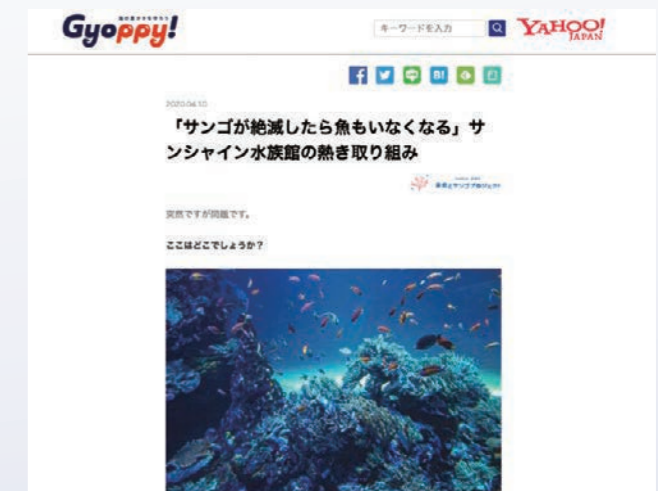 Gyoppy!
キーワードを入力
YAHOO!
JAPAN
B!
2020.04.10
「サンゴが絶滅したら魚もいなくなる」サ
ンシャイン水族館の熱き取り組み
突然ですが問題です。
ここはどこでしょうか？